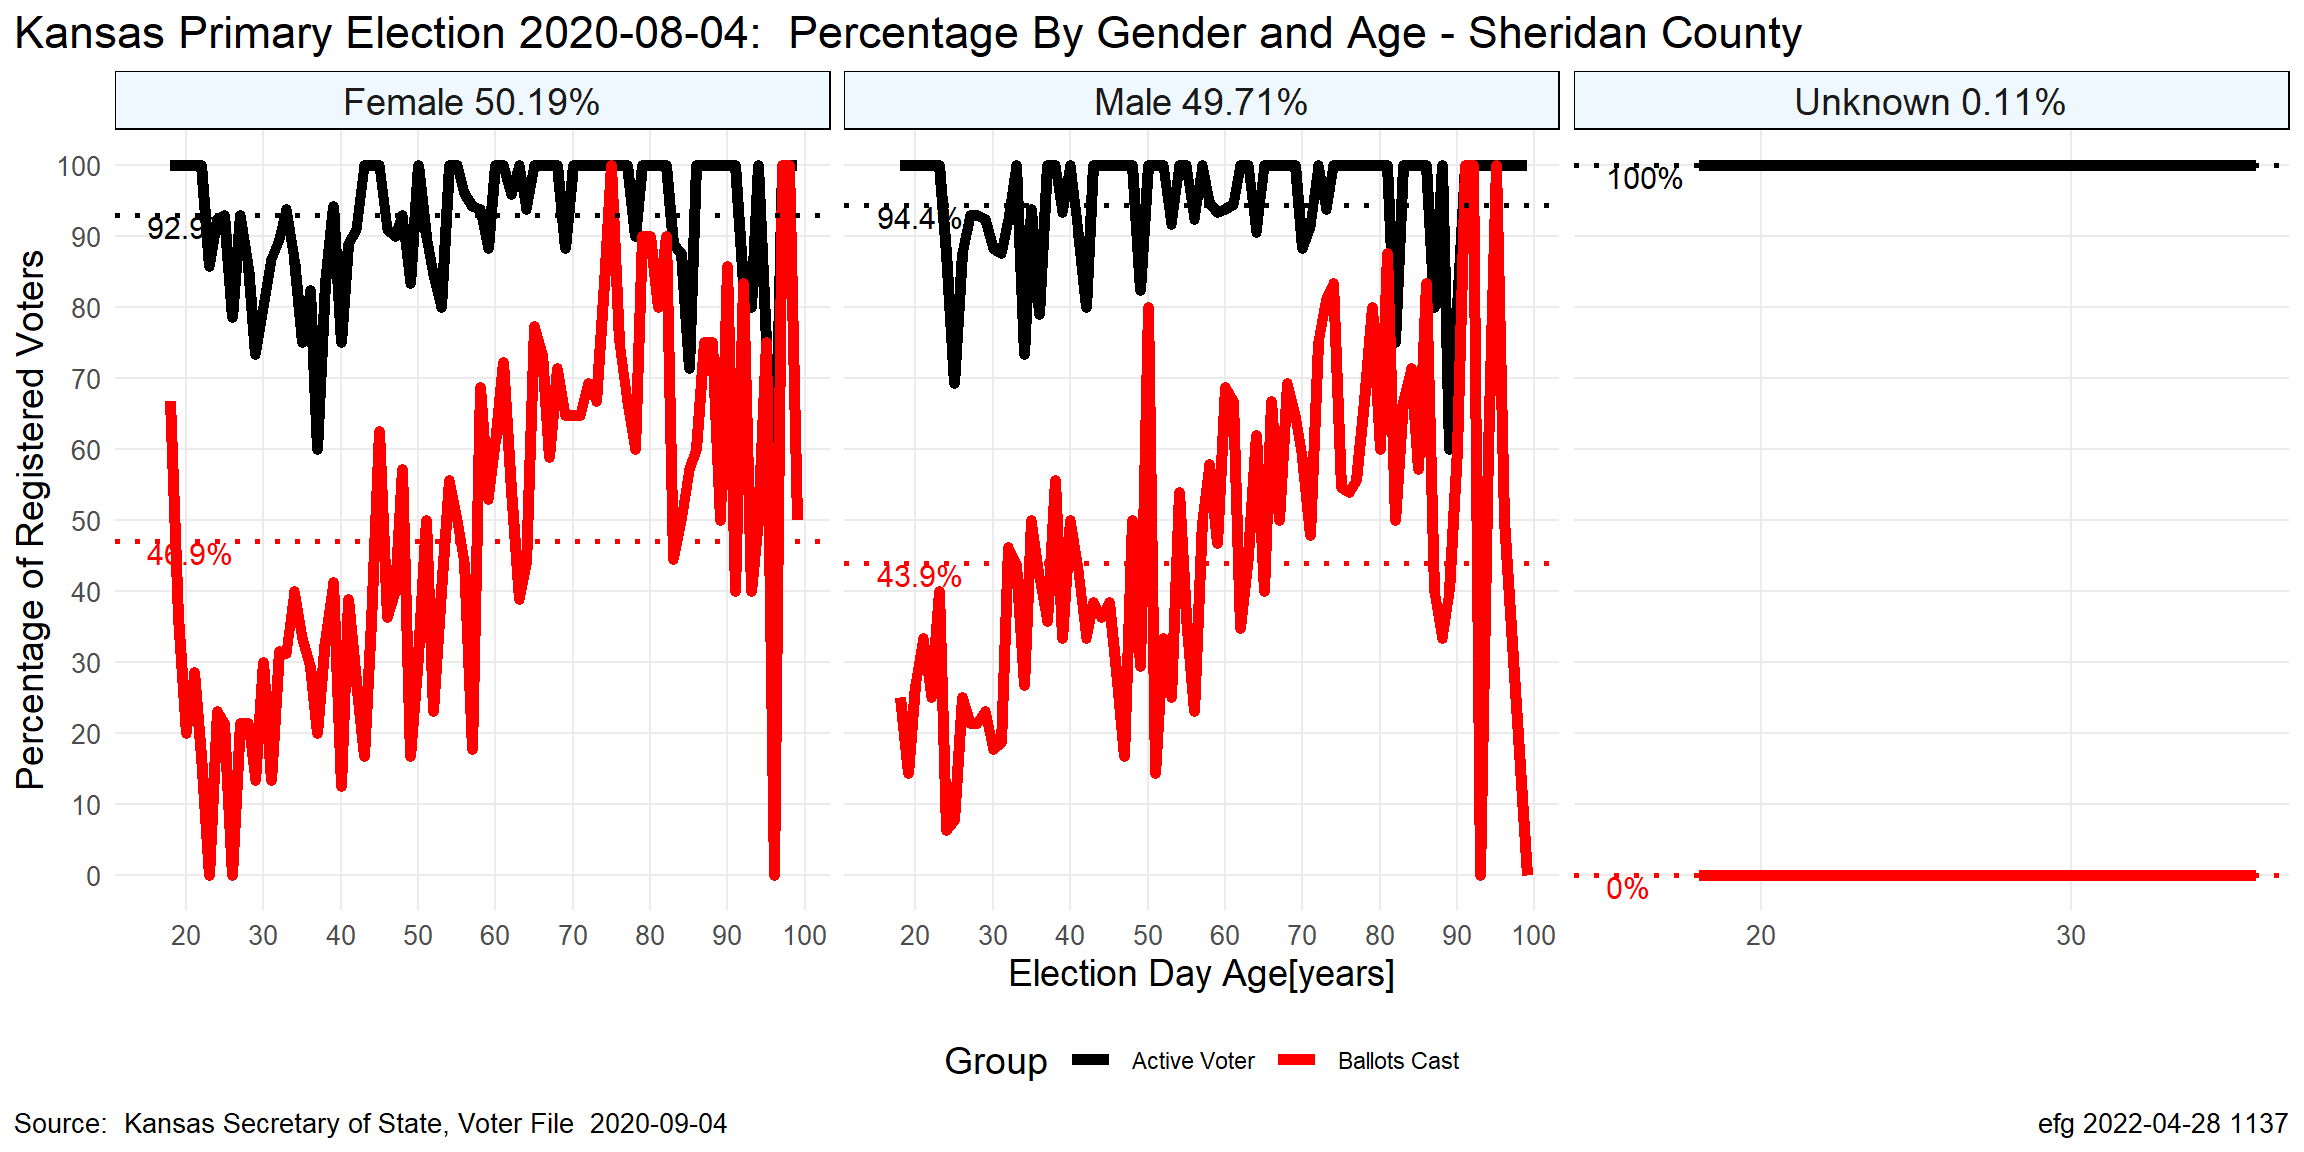 Kansas Primary Election 2020-08-04:  Percentage By Gender and Age - Sheridan County
Female 50.19%
Male 49.71%
Unknown 0.11%
Percentage of Registered Voters
100
90
80
70
60
50
40
30
20
10
0
92.9
46.9%
94.4%
43.9%
100%
0%
20 30 40 50 60 70 80 90 100
20 30 40 50 60 70 80 90 100
20 30
Election Day Age[years]
Group Active Voter Ballots Cast
Source:  Kansas Secretary of State, Voter File  2020-09-04
efg 2022-04-28 1137